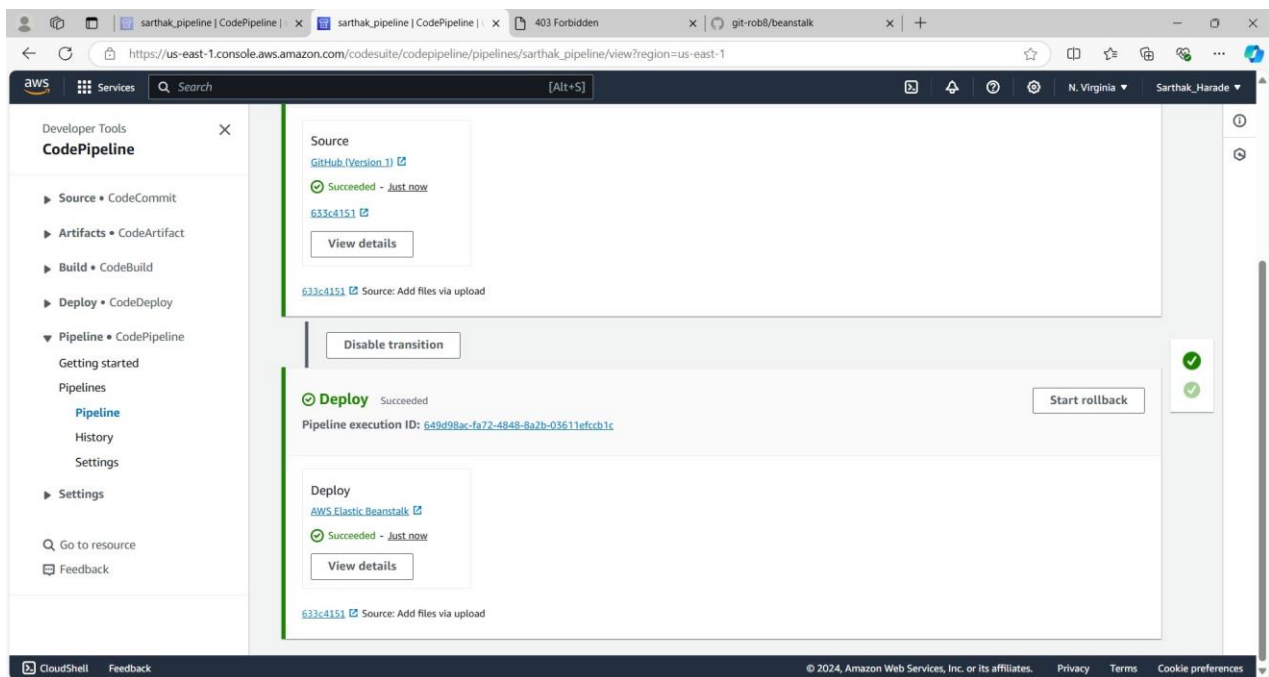 sarthak_pipeline | CodePipeline |
sarthak_pipeline | CodePipeline |
403 Forbidden
git-rob8/beanstalk
https://us-east-1.console.aws.amazon.com/codesuite/codepipeline/pipelines/sarthak_pipeline/view?region=us-east-1
aws
Services
Search
[Alt+S]
N. Virginia
Sarthak_Harade
Developer Tools
CodePipeline
Source • CodeCommit
Artifacts • CodeArtifact
Build • CodeBuild
Deploy • CodeDeploy
Pipeline • CodePipeline
Getting started
Pipelines
Pipeline
History
Settings
Settings
Go to resource
Feedback
Source
GitHub (Version 1)
Succeeded - Just now
633c4151
View details
633c4151 Source: Add files via upload
Disable transition
Deploy Succeeded
Start rollback
Pipeline execution ID: 649d98ac-fa72-4848-8a2b-03611efccb1c
Deploy
AWS Elastic Beanstalk
Succeeded - Just now
View details
633c4151 Source: Add files via upload
CloudShell Feedback
© 2024, Amazon Web Services, Inc. or its affiliates. Privacy Terms Cookie preferences